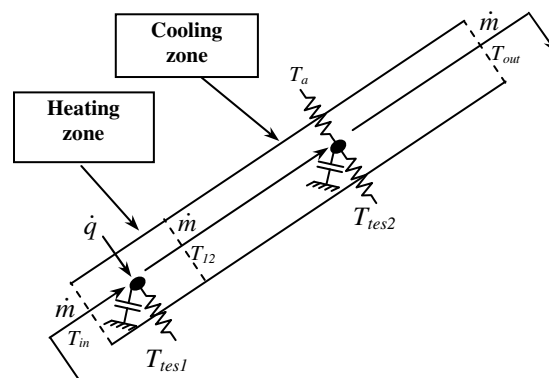 Cooling
zone
Heating
zone
ṁ
T_out
T_a
T_tes2
q̇
ṁ
T_12
ṁ
T_in
T_tes1